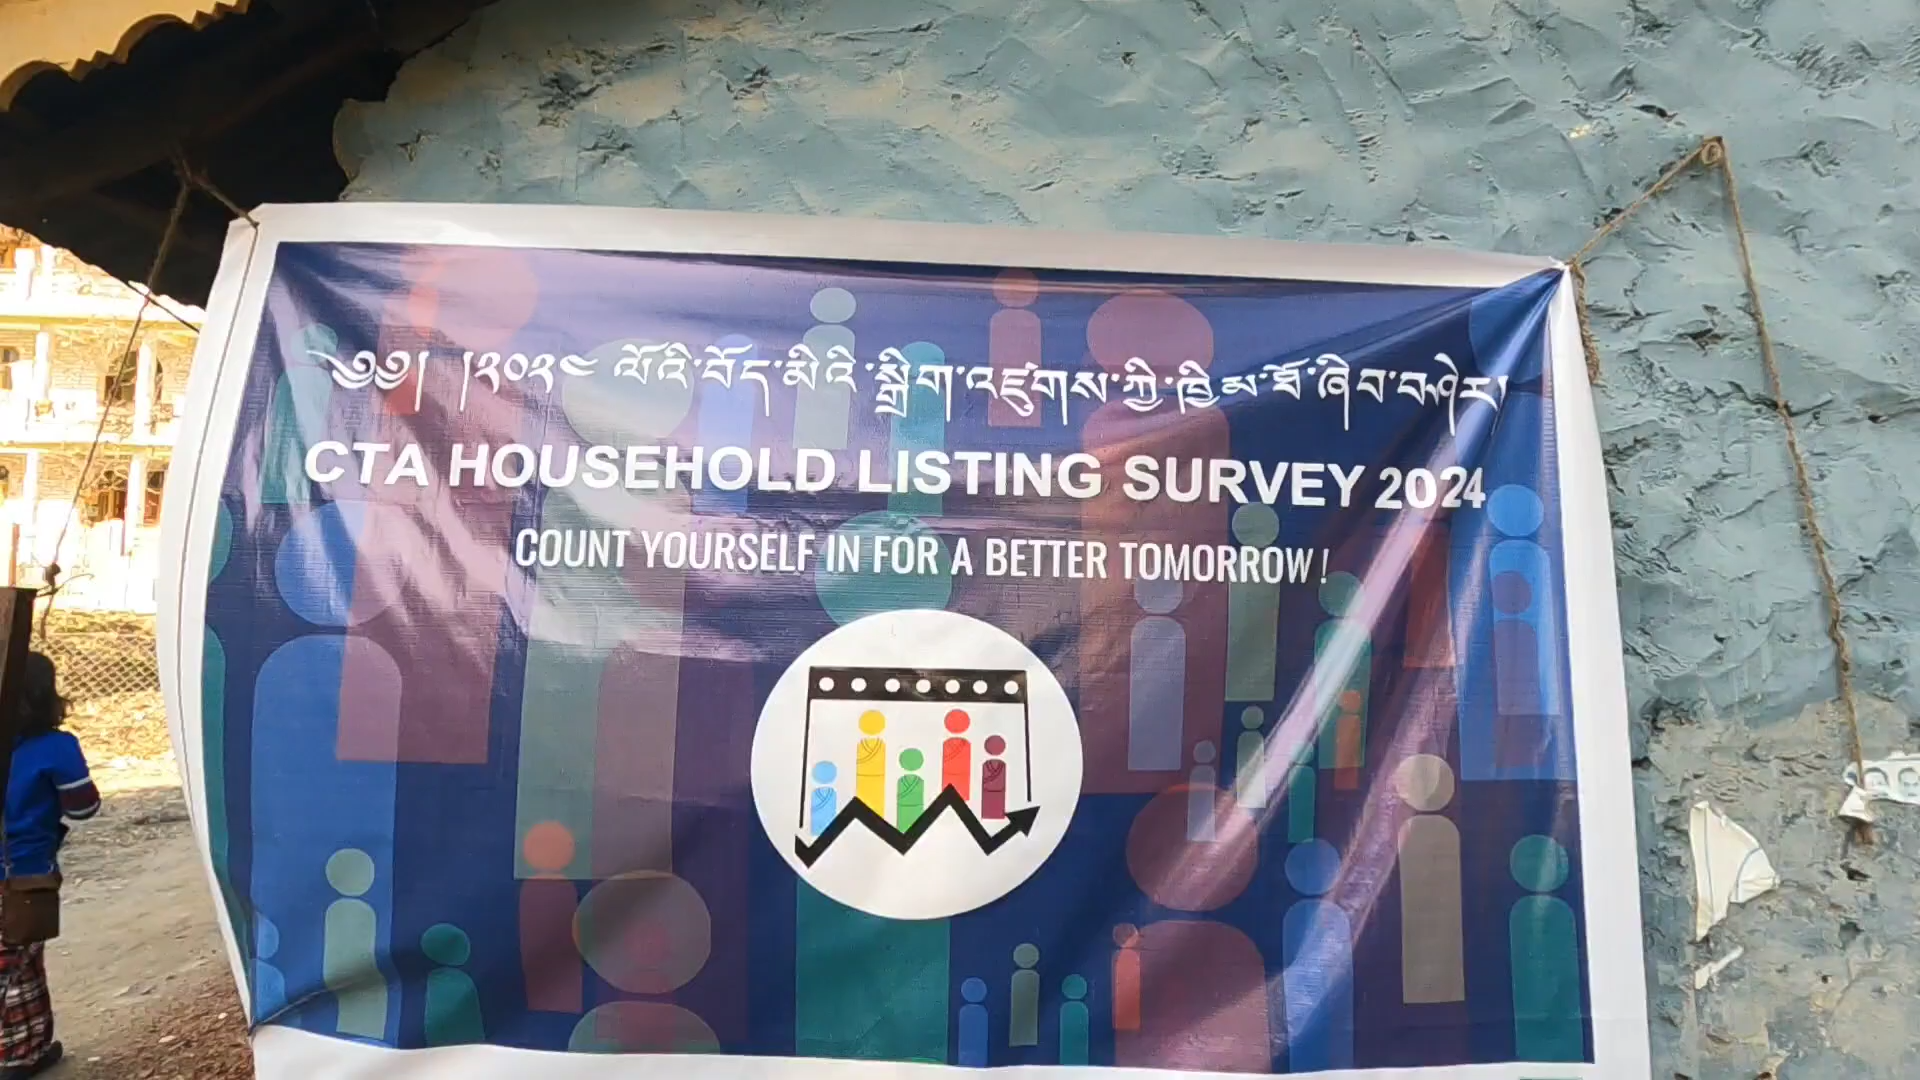 ༄༅། །༢༠༢༤ ལོའི་བོད་མིའི་སྒྲིག་འཛུགས་ཀྱི་ཁྱིམ་ཐོ་ཞིབ་བཤེར།
CTA HOUSEHOLD LISTING SURVEY 2024
COUNT YOURSELF IN FOR A BETTER TOMORROW!